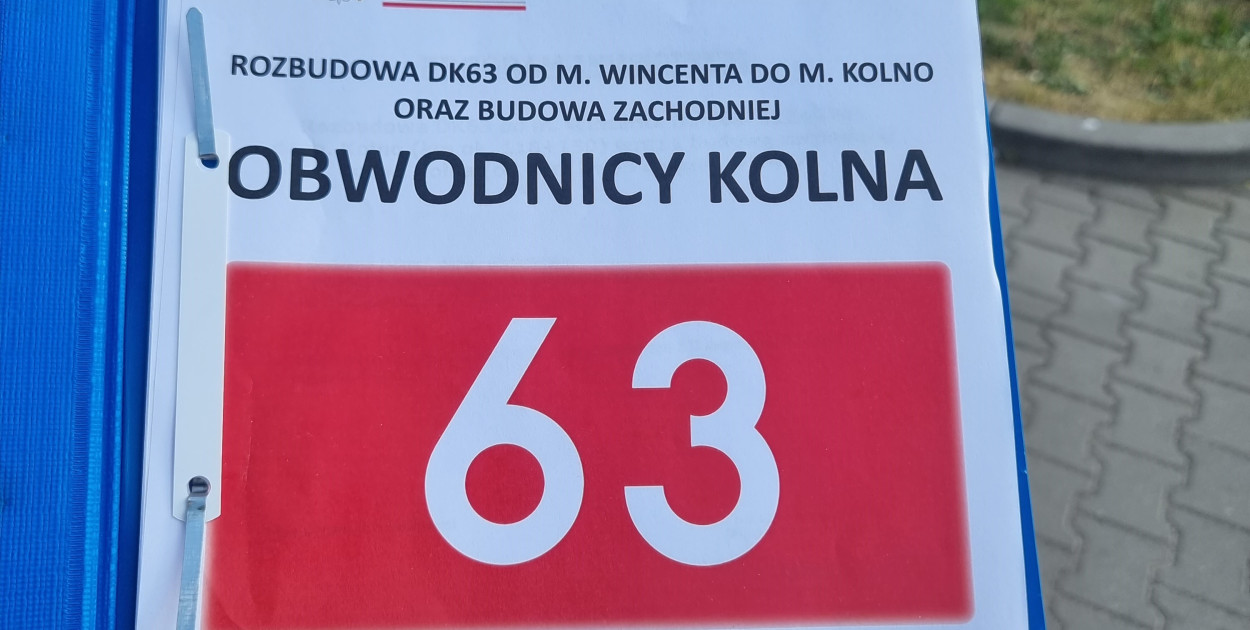 ROZBUDOWA DK63 OD M. WINCENTA DO M. KOLNO
ORAZ BUDOWA ZACHODNIEJ
OBWODNICY KOLNA
63